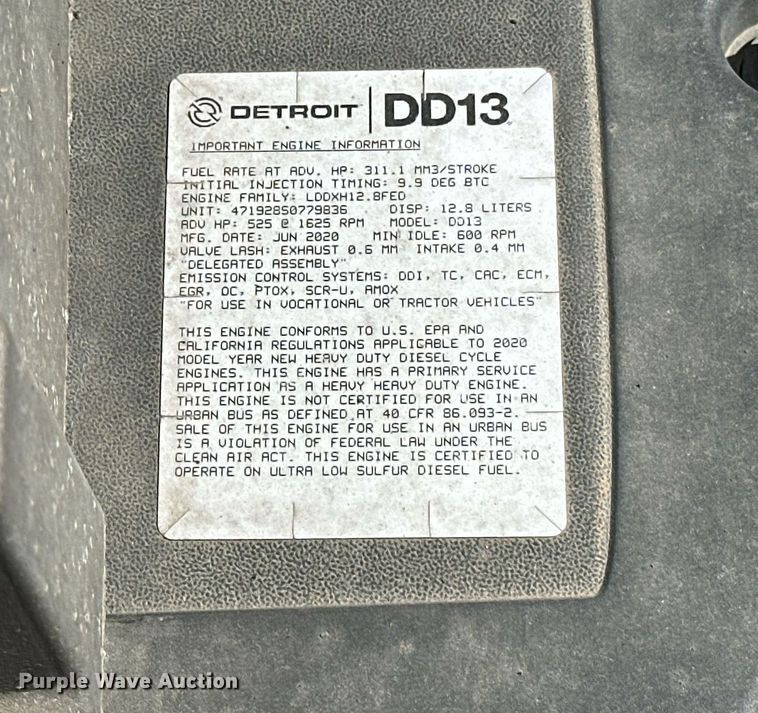 DETROIT | DD13
IMPORTANT ENGINE INFORMATION
FUEL RATE AT ADV. HP: 311.1 MM3/STROKE
INITIAL INJECTION TIMING: 9.9 DEG BTC
ENGINE FAMILY: LDDXH12.8FED
UNIT: 471928S0779836 DISP: 12.8 LITERS
ADV HP: 525 @ 1625 RPM MODEL: DD13
MFG. DATE: JUN 2020 MIN IDLE: 600 RPM
VALVE LASH: EXHAUST 0.6 MM INTAKE 0.4 MM
"DELEGATED ASSEMBLY"
EMISSION CONTROL SYSTEMS: DDI, TC, CAC, ECM,
EGR, OC, PTOX, SCR-U, AMOX
"FOR USE IN VOCATIONAL OR TRACTOR VEHICLES"
THIS ENGINE CONFORMS TO U.S. EPA AND
CALIFORNIA REGULATIONS APPLICABLE TO 2020
MODEL YEAR NEW HEAVY DUTY DIESEL CYCLE
ENGINES. THIS ENGINE HAS A PRIMARY SERVICE
APPLICATION AS A HEAVY HEAVY DUTY ENGINE.
THIS ENGINE IS NOT CERTIFIED FOR USE IN AN
URBAN BUS AS DEFINED AT 40 CFR 86.093-2.
SALE OF THIS ENGINE FOR USE IN AN URBAN BUS
IS A VIOLATION OF FEDERAL LAW UNDER THE
CLEAN AIR ACT. THIS ENGINE IS CERTIFIED TO
OPERATE ON ULTRA LOW SULFUR DIESEL FUEL.
Purple Wave Auction